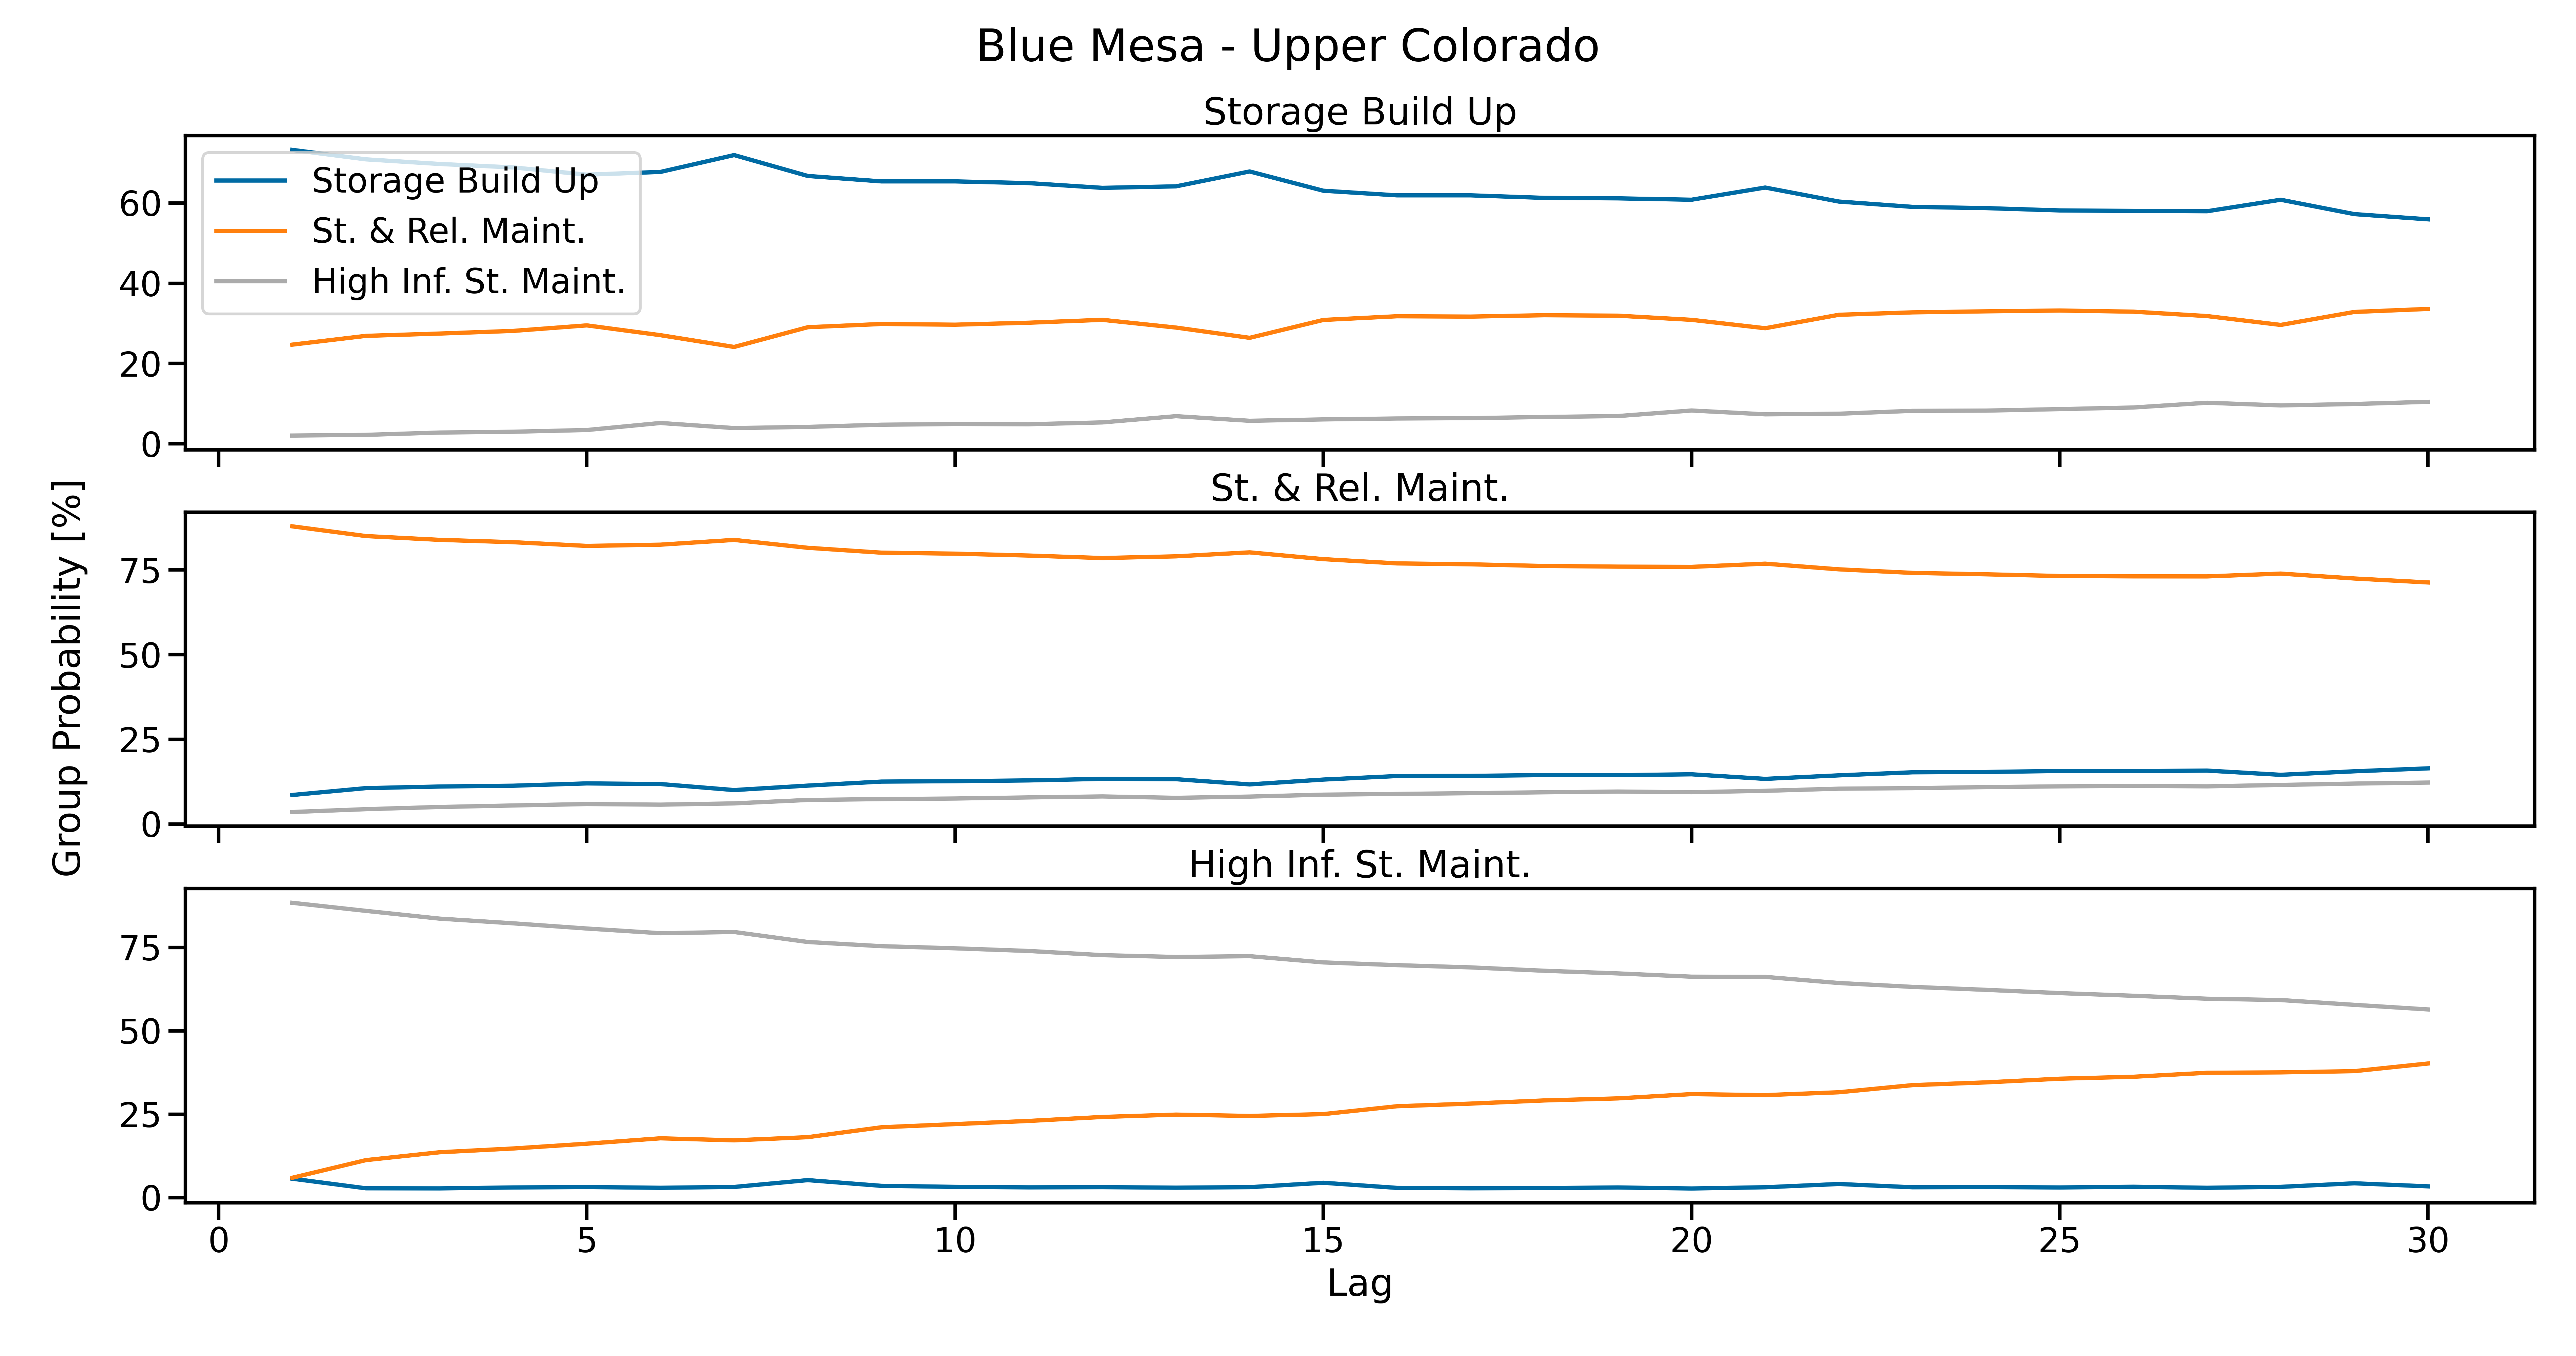 Blue Mesa - Upper Colorado
Storage Build Up
Storage Build Up
St. & Rel. Maint.
High Inf. St. Maint.
60
40
20
0
St. & Rel. Maint.
Group Probability [%]
75
50
25
0
High Inf. St. Maint.
75
50
25
0
0 5 10 15 20 25 30
Lag